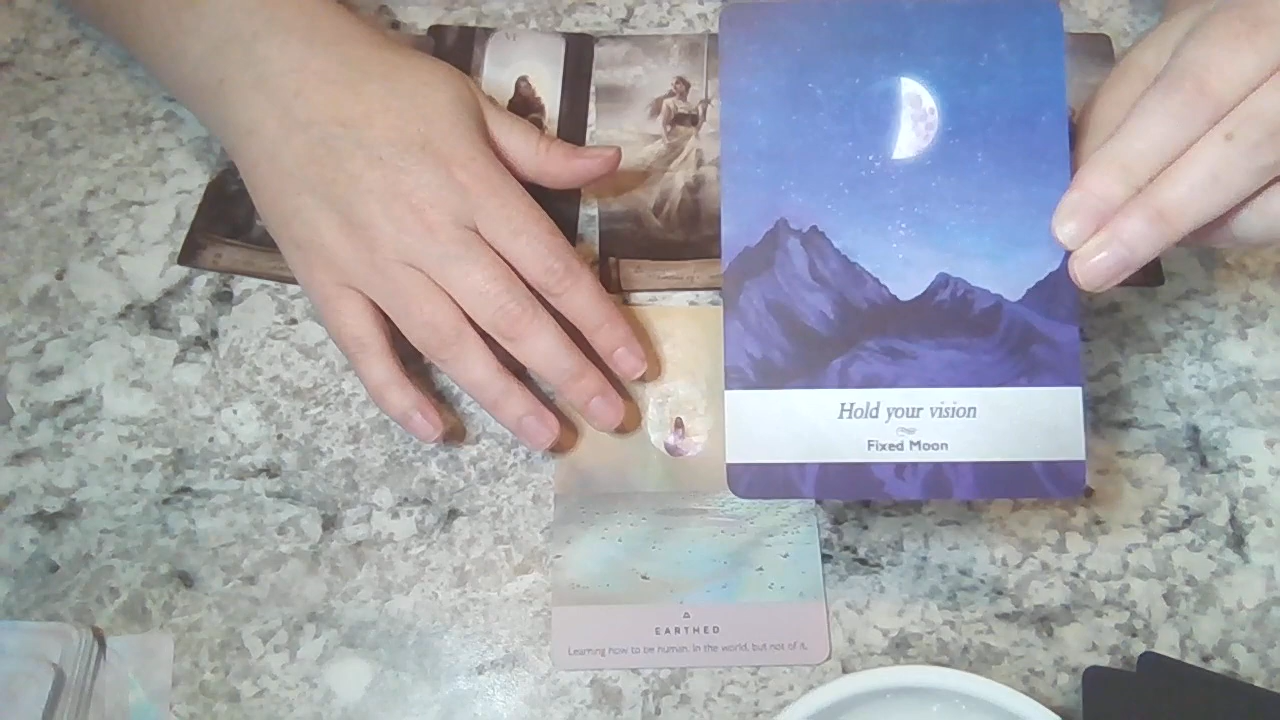 Hold your vision
Fixed Moon
EARTHED
Learning how to be human. In the world, but not of it.